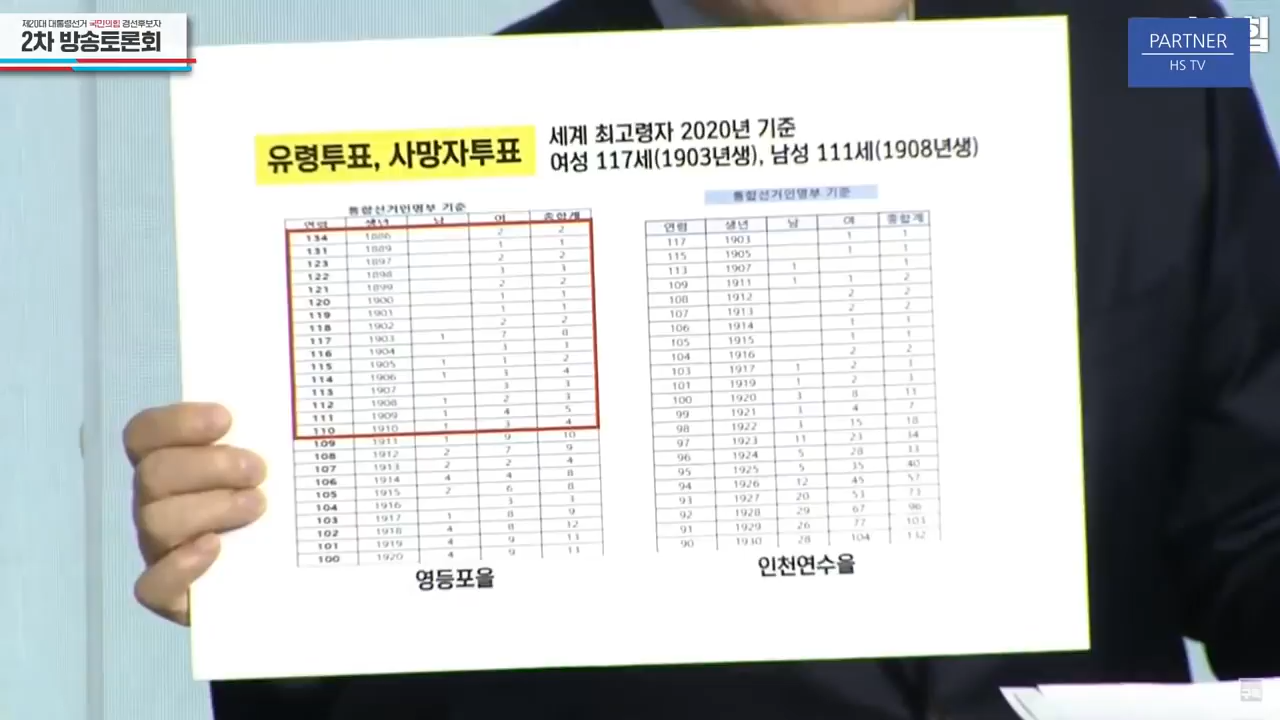 제20대 대통령선거 국민의힘 경선후보자
2차 방송토론회
힘
PARTNER
HS TV
유령투표, 사망자투표
세계 최고령자 2020년 기준
여성 117세(1903년생), 남성 111세(1908년생)
통합선거인명부 기준
연령 생년 남 여 총합계
134 1886 2 2
131 1889 1 1
123 1897 2 2
122 1898 3 3
121 1899 2 2
120 1900 1 1
119 1901 1 1
118 1902 2 2
117 1903 1 7 8
116 1904 1
115 1905 1 1 2
114 1906 1 3 4
113 1907 3 3
112 1908 1 2 3
111 1909 1 4 5
110 1910 1 3 4
109 1911 1 9 10
108 1912 2 7 9
107 1913 2 2 4
106 1914 4 4 8
105 1915 2 6 8
104 1916 3 3
103 1917 1 8 9
102 1918 4 8 12
101 1919 4 9 13
100 1920 4 9 13
영등포을
통합선거인명부 기준
연령 생년 남 여 총합계
117 1903 1 1
115 1905 1 1
113 1907 1 1
109 1911 1 1 2
108 1912 2 2
107 1913 2 2
106 1914 1 1
105 1915 1 1
104 1916 2 2
103 1917 1 2 3
101 1919 1 2 3
100 1920 3 8 11
99 1921 3 4 7
98 1922 3 15 18
97 1923 11 23 34
96 1924 5 28 33
95 1925 5 35 40
94 1926 12 45 57
93 1927 20 53 73
92 1928 29 67 96
91 1929 26 77 103
90 1930 28 104 132
인천연수을
구독